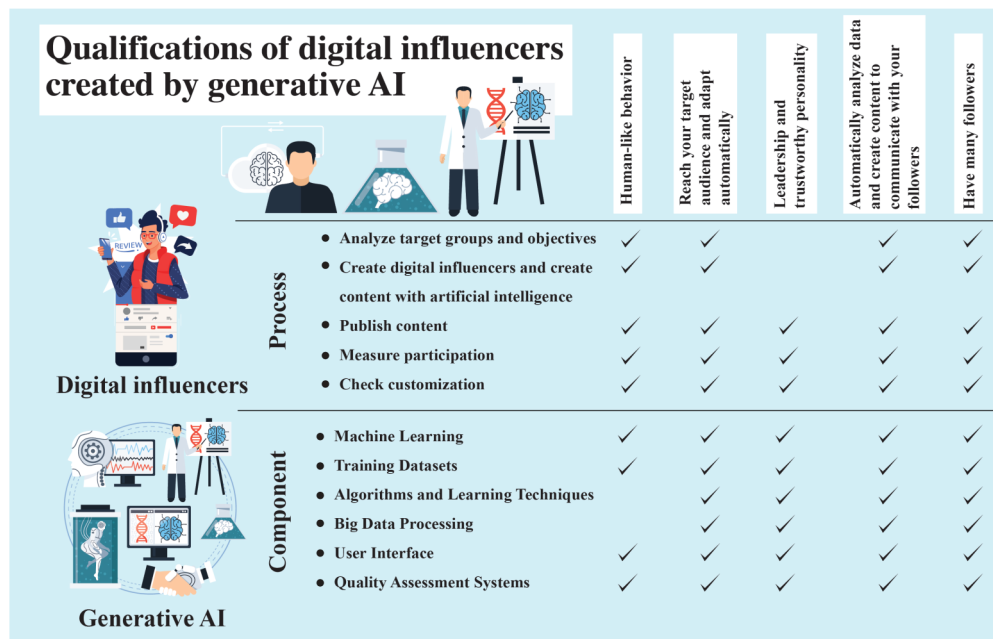 Qualifications of digital influencers
created by generative AI
Human-like behavior
Reach your target
audience and adapt
automatically
Leadership and
trustworthy personality
Automatically analyze data
and create content to
communicate with your
followers
Have many followers
REVIEW
Digital influencers
Process
• Analyze target groups and objectives ✓ ✓ ✓ ✓
• Create digital influencers and create ✓ ✓ ✓ ✓
content with artificial intelligence
• Publish content ✓ ✓ ✓ ✓ ✓
• Measure participation ✓ ✓ ✓ ✓ ✓
• Check customization ✓ ✓ ✓ ✓ ✓
Generative AI
Component
• Machine Learning ✓ ✓ ✓ ✓ ✓
• Training Datasets ✓ ✓ ✓ ✓ ✓
• Algorithms and Learning Techniques ✓ ✓ ✓ ✓
• Big Data Processing ✓ ✓ ✓ ✓
• User Interface ✓ ✓ ✓ ✓ ✓
• Quality Assessment Systems ✓ ✓ ✓ ✓ ✓